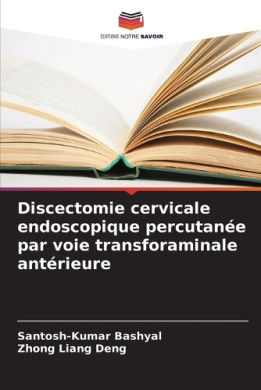 EDITIONS NOTRE SAVOIR
Discectomie cervicale
endoscopique percutanée
par voie transforaminale
antérieure
Santosh-Kumar Bashyal
Zhong Liang Deng